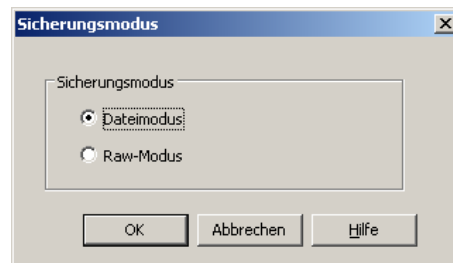 Sicherungsmodus
Sicherungsmodus
Dateimodus
Raw-Modus
OK Abbrechen Hilfe